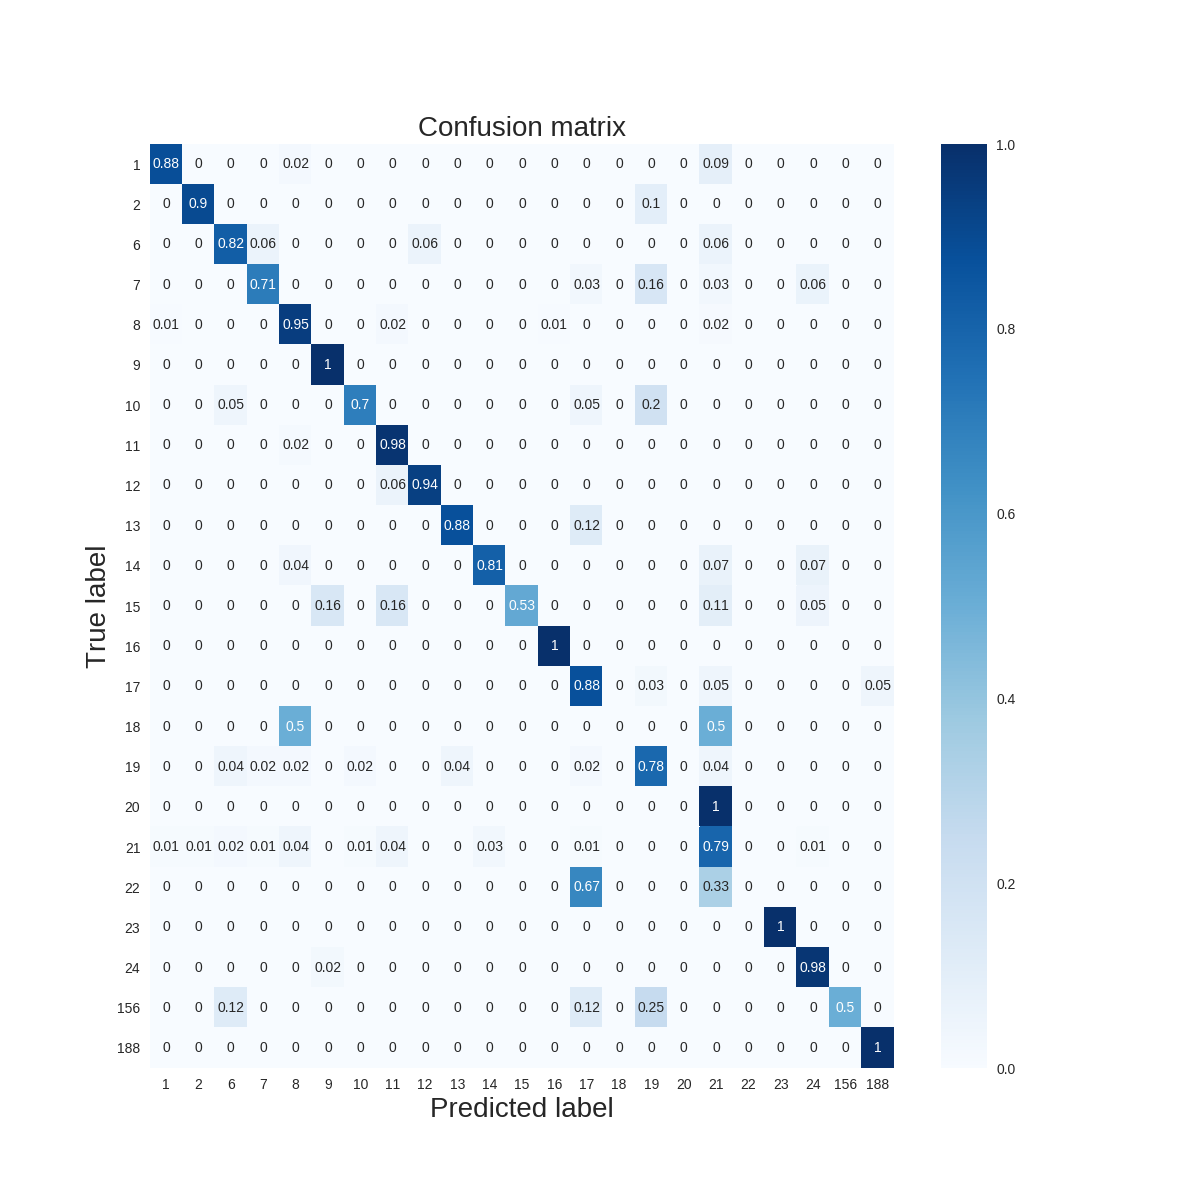 Confusion matrix
1 0.88 0 0 0 0.02 0 0 0 0 0 0 0 0 0 0 0 0 0.09 0 0 0 0 0
2 0 0.9 0 0 0 0 0 0 0 0 0 0 0 0 0 0.1 0 0 0 0 0 0 0
6 0 0 0.82 0.06 0 0 0 0 0.06 0 0 0 0 0 0 0 0 0.06 0 0 0 0 0
7 0 0 0 0.71 0 0 0 0 0 0 0 0 0 0.03 0 0.16 0 0.03 0 0 0.06 0 0
8 0.01 0 0 0 0.95 0 0 0.02 0 0 0 0 0.01 0 0 0 0 0.02 0 0 0 0 0
9 0 0 0 0 0 1 0 0 0 0 0 0 0 0 0 0 0 0 0 0 0 0 0
10 0 0 0.05 0 0 0 0.7 0 0 0 0 0 0 0.05 0 0.2 0 0 0 0 0 0 0
11 0 0 0 0 0.02 0 0 0.98 0 0 0 0 0 0 0 0 0 0 0 0 0 0 0
12 0 0 0 0 0 0 0 0.06 0.94 0 0 0 0 0 0 0 0 0 0 0 0 0 0
13 0 0 0 0 0 0 0 0 0 0.88 0 0 0 0.12 0 0 0 0 0 0 0 0 0
14 0 0 0 0 0.04 0 0 0 0 0 0.81 0 0 0 0 0 0 0.07 0 0 0.07 0 0
15 0 0 0 0 0 0.16 0 0.16 0 0 0 0.53 0 0 0 0 0 0.11 0 0 0.05 0 0
16 0 0 0 0 0 0 0 0 0 0 0 0 1 0 0 0 0 0 0 0 0 0 0
17 0 0 0 0 0 0 0 0 0 0 0 0 0 0.88 0 0.03 0 0.05 0 0 0 0 0.05
18 0 0 0 0 0.5 0 0 0 0 0 0 0 0 0 0 0 0 0.5 0 0 0 0 0
19 0 0 0.04 0.02 0.02 0 0.02 0 0 0.04 0 0 0 0.02 0 0.78 0 0.04 0 0 0 0 0
20 0 0 0 0 0 0 0 0 0 0 0 0 0 0 0 0 0 1 0 0 0 0 0
21 0.01 0.01 0.02 0.01 0.04 0 0.01 0.04 0 0 0.03 0 0 0.01 0 0 0 0.79 0 0 0.01 0 0
22 0 0 0 0 0 0 0 0 0 0 0 0 0 0.67 0 0 0 0.33 0 0 0 0 0
23 0 0 0 0 0 0 0 0 0 0 0 0 0 0 0 0 0 0 0 1 0 0 0
24 0 0 0 0 0 0.02 0 0 0 0 0 0 0 0 0 0 0 0 0 0 0.98 0 0
156 0 0 0.12 0 0 0 0 0 0 0 0 0 0 0.12 0 0.25 0 0 0 0 0 0.5 0
188 0 0 0 0 0 0 0 0 0 0 0 0 0 0 0 0 0 0 0 0 0 0 1
1 2 6 7 8 9 10 11 12 13 14 15 16 17 18 19 20 21 22 23 24 156 188
Predicted label
True label
1.0
0.8
0.6
0.4
0.2
0.0